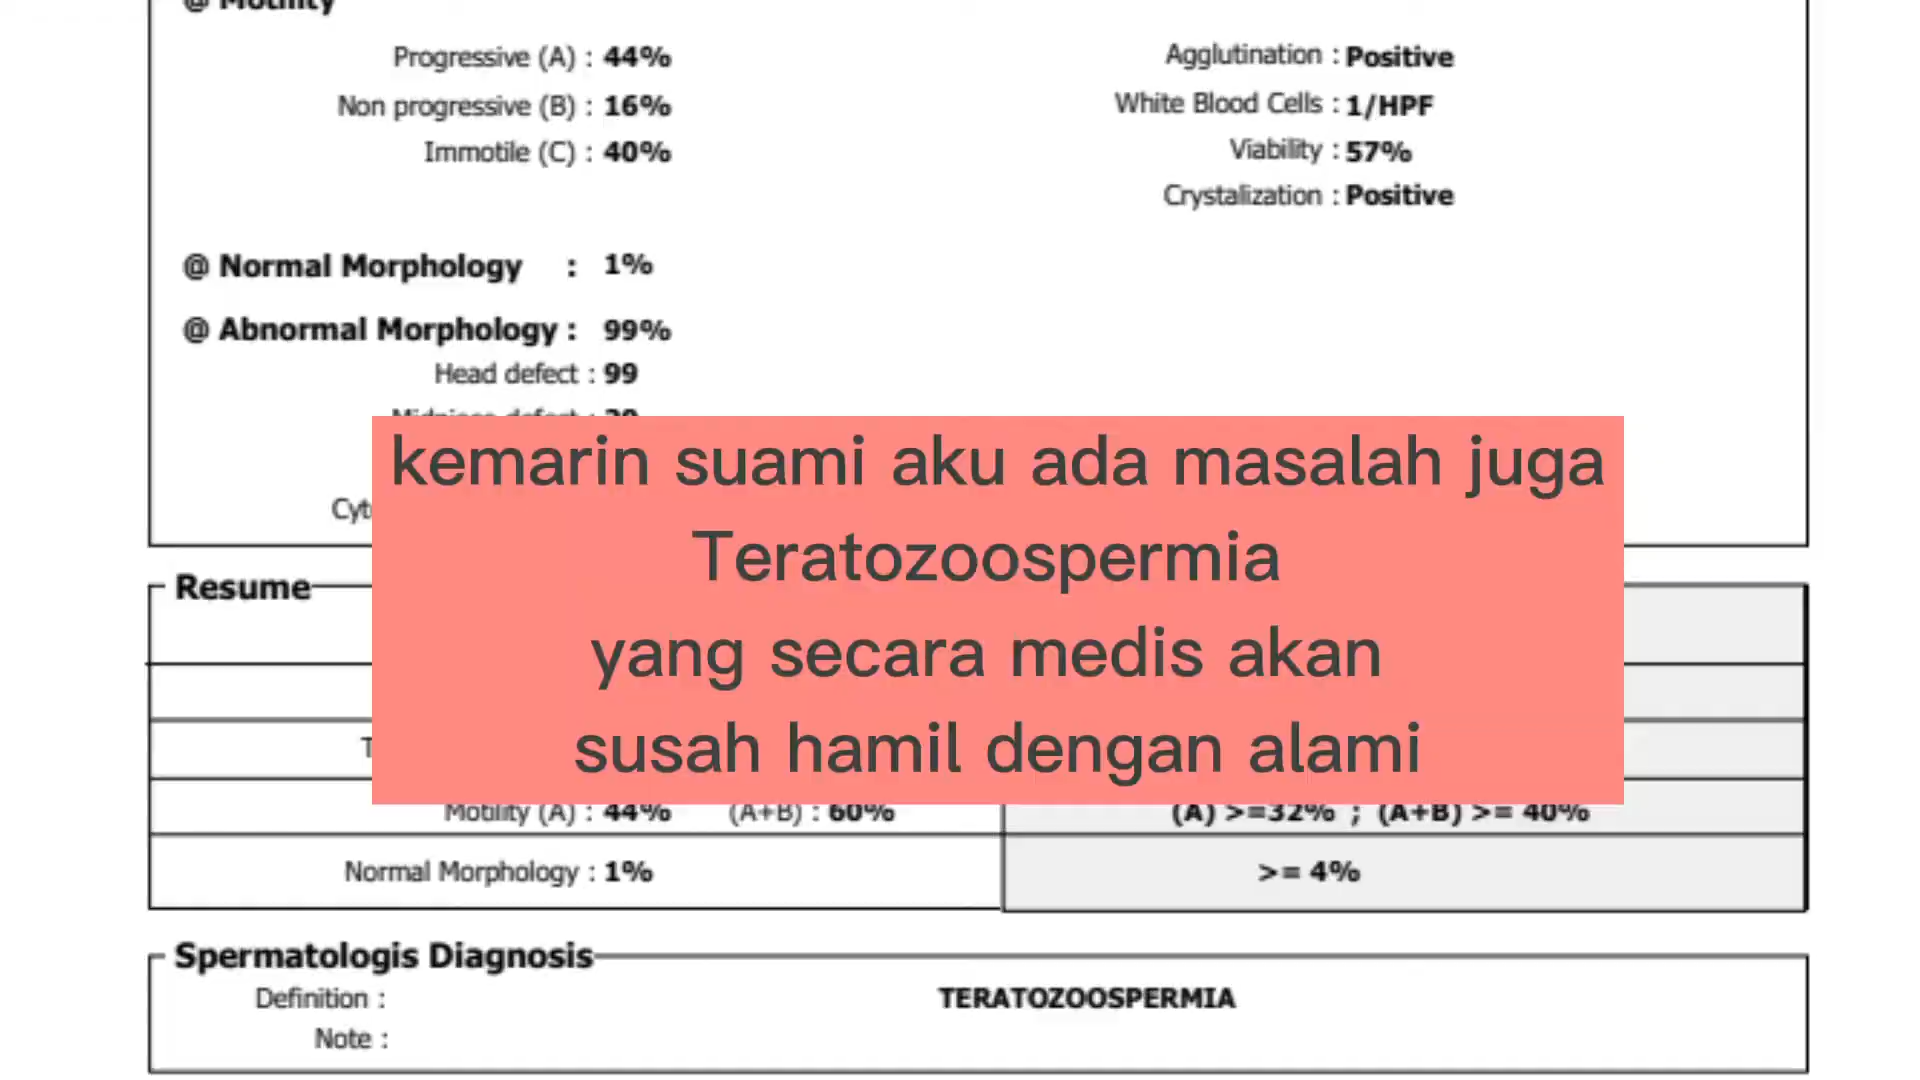 @ Motility
Progressive (A) : 44%
Agglutination : Positive
Non progressive (B) : 16%
White Blood Cells : 1/HPF
Immotile (C) : 40%
Viability : 57%
Crystalization : Positive
@ Normal Morphology : 1%
@ Abnormal Morphology : 99%
Head defect : 99
kemarin suami aku ada masalah juga
Teratozoospermia
yang secara medis akan
susah hamil dengan alami
Resume
Motility (A) : 44% (A+B) : 60%
(A) >=32% ; (A+B) >= 40%
Normal Morphology : 1%
>= 4%
Spermatologis Diagnosis
Definition :
TERATOZOOSPERMIA
Note :